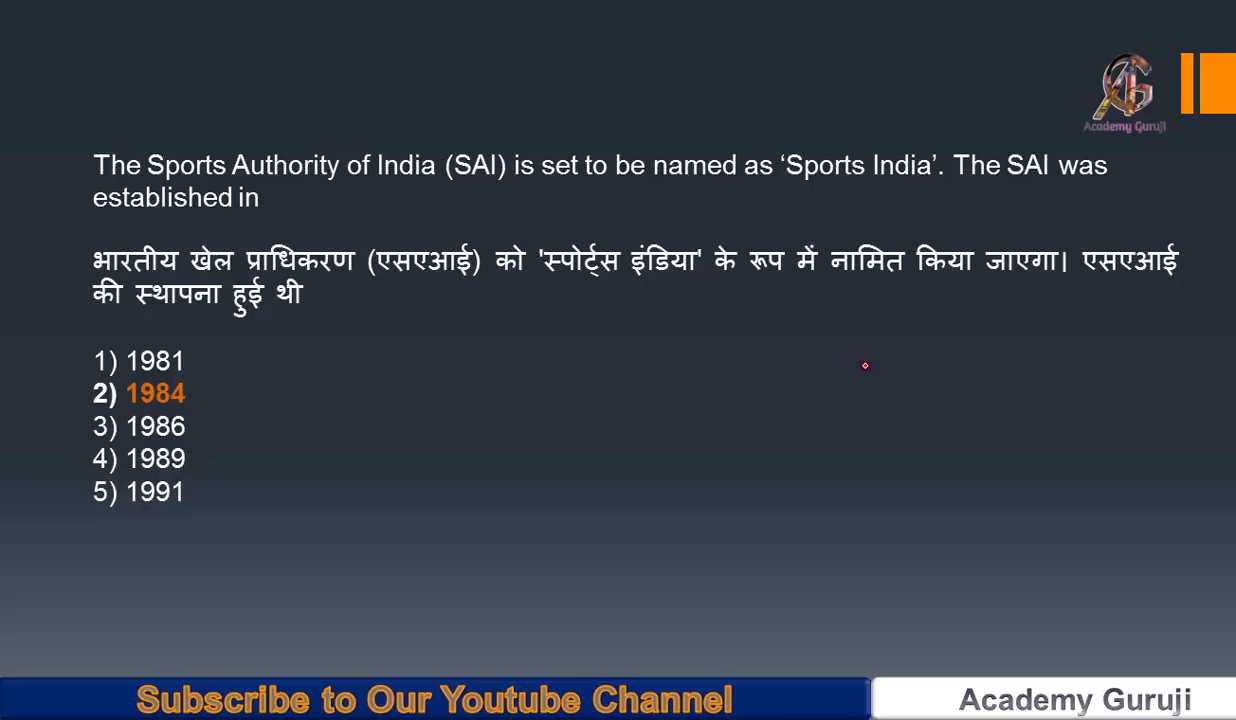 Academy Guruji
The Sports Authority of India (SAI) is set to be named as ‘Sports India’. The SAI was
established in
भारतीय खेल प्राधिकरण (एसएआई) को 'स्पोर्ट्स इंडिया' के रूप में नामित किया जाएगा। एसएआई
की स्थापना हुई थी
1) 1981
2) 1984
3) 1986
4) 1989
5) 1991
Subscribe to Our Youtube Channel
Academy Guruji